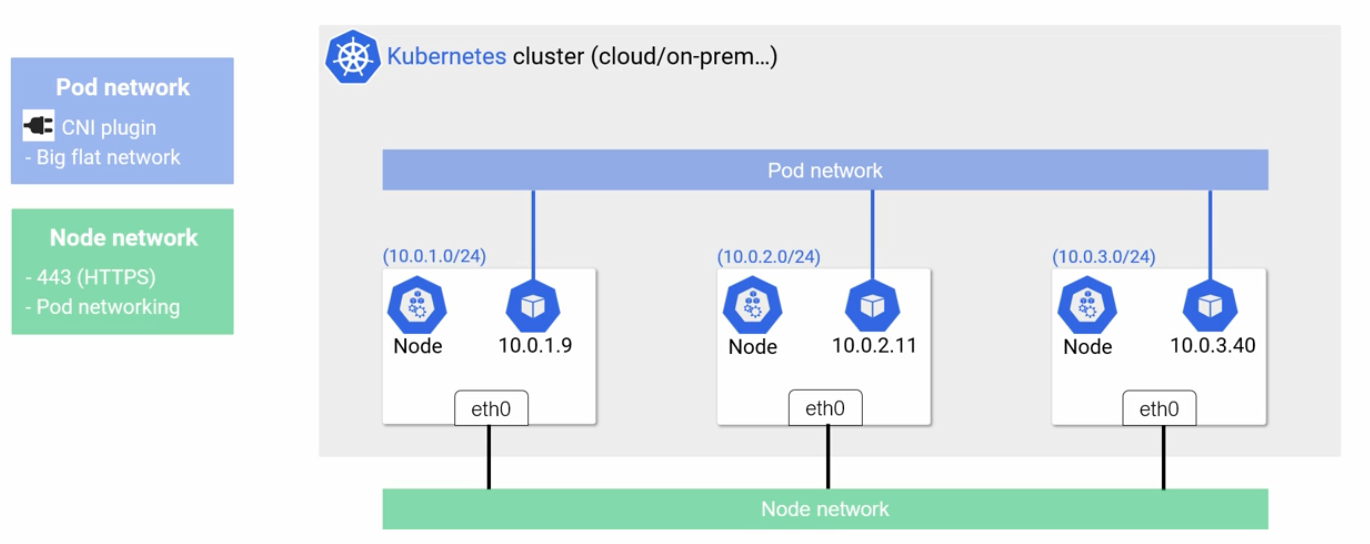 Kubernetes cluster (cloud/on-prem...)
Pod network
CNI plugin
- Big flat network
Node network
- 443 (HTTPS)
- Pod networking
Pod network
(10.0.1.0/24)
Node
10.0.1.9
eth0
(10.0.2.0/24)
Node
10.0.2.11
eth0
(10.0.3.0/24)
Node
10.0.3.40
eth0
Node network